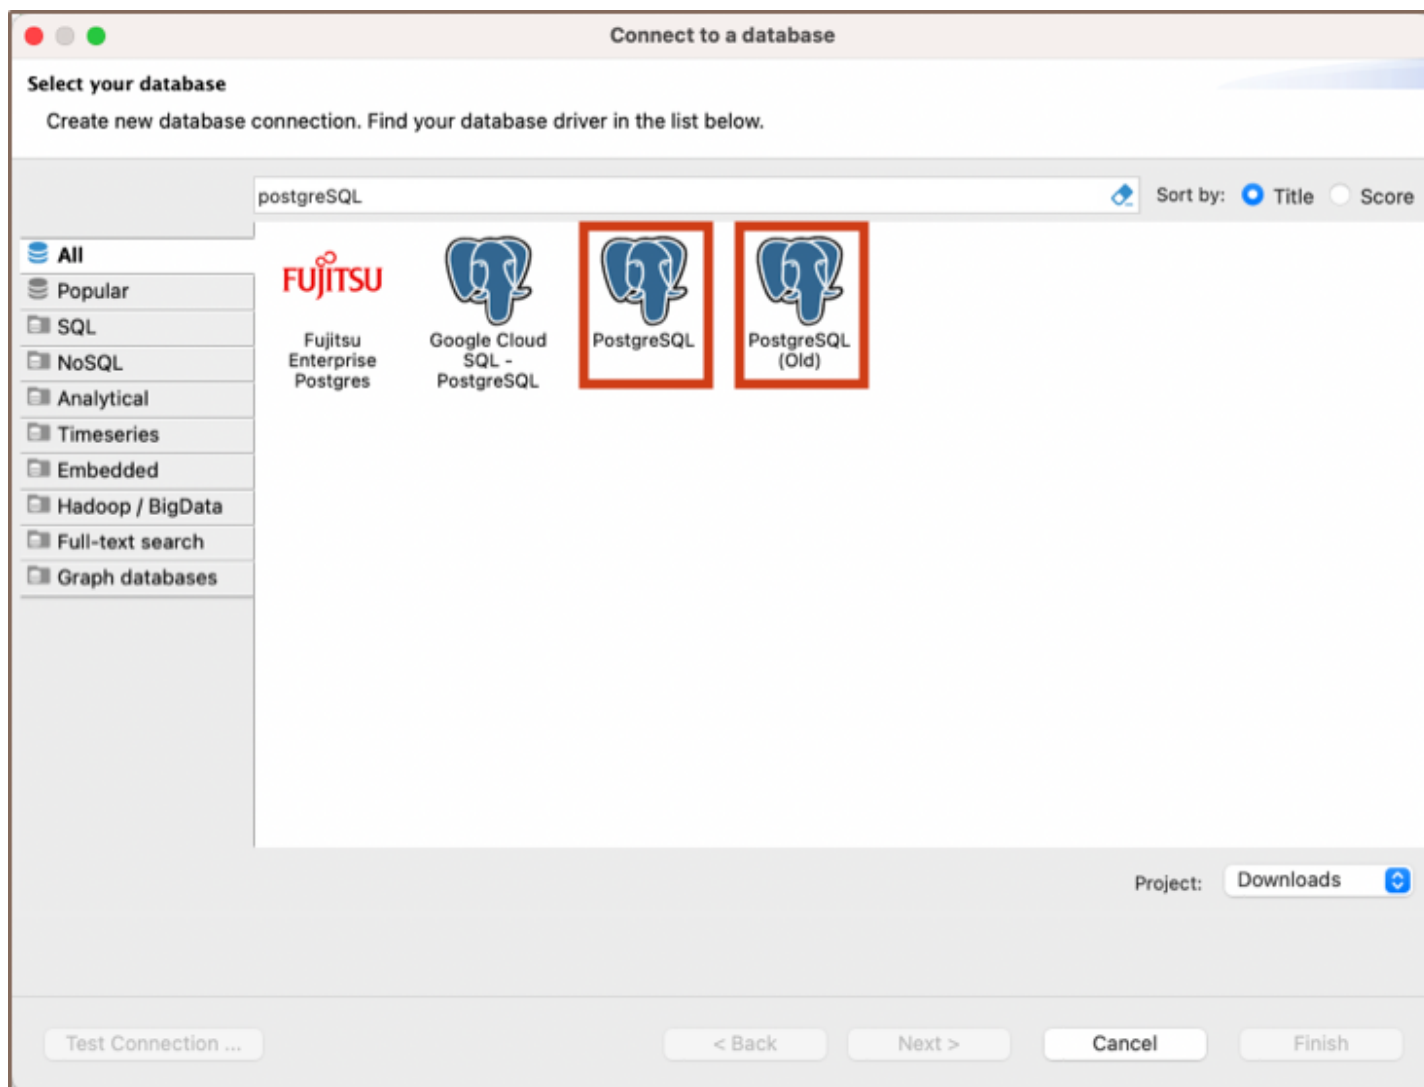 Connect to a database
Select your database
Create new database connection. Find your database driver in the list below.
postgreSQL
Sort by: Title Score
All
Popular
SQL
NoSQL
Analytical
Timeseries
Embedded
Hadoop / BigData
Full-text search
Graph databases
FUJITSU
Fujitsu
Enterprise
Postgres
Google Cloud
SQL -
PostgreSQL
PostgreSQL
PostgreSQL
(Old)
Project: Downloads
Test Connection ...
< Back
Next >
Cancel
Finish